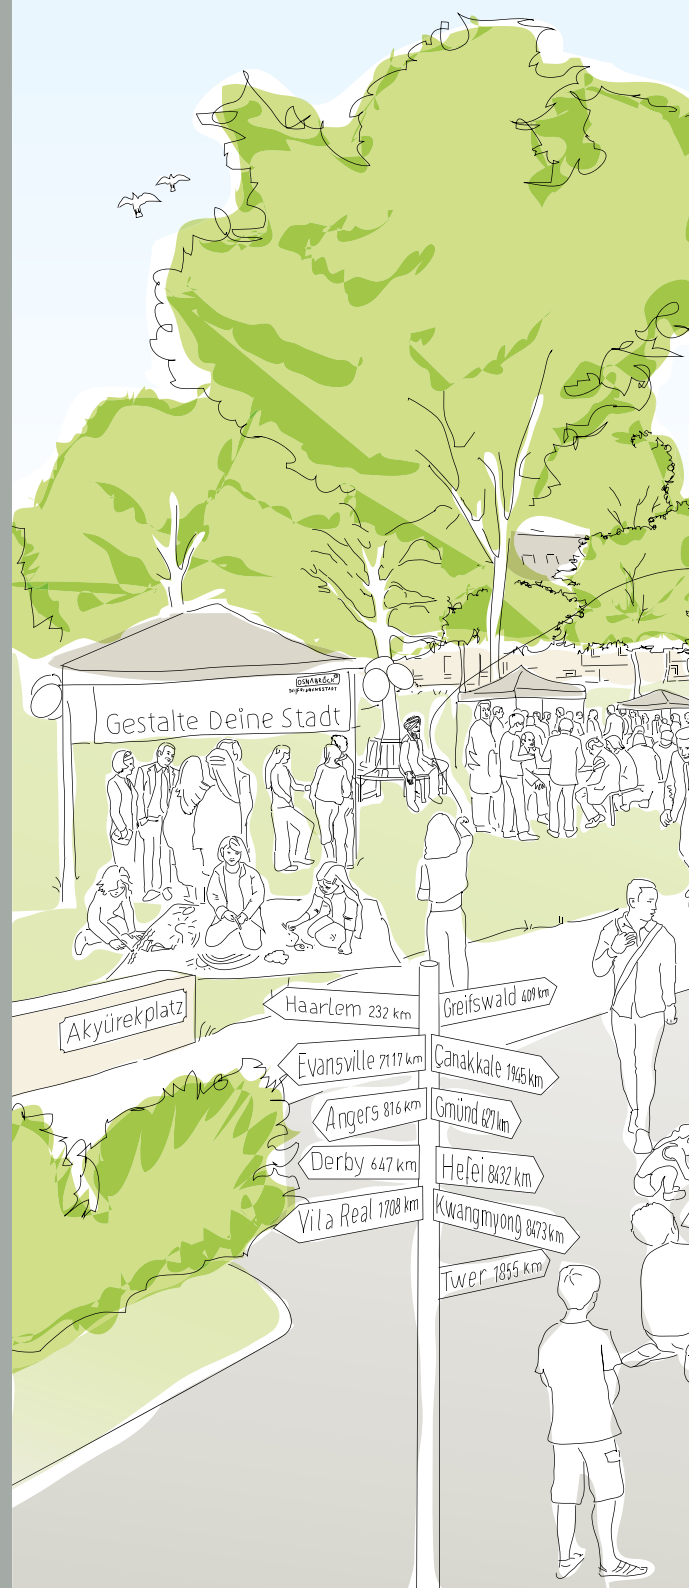 OSNABRÜCK
DIE FRIEDENSSTADT
Gestalte Deine Stadt
Akyürekplatz
Haarlem 232 km
Greifswald 409 km
Evansville 7117 km
Çanakkale 1945 km
Angers 816 km
Gmünd 627 km
Derby 647 km
Hefei 8432 km
Vila Real 1708 km
Kwangmyong 8473 km
Twer 1855 km